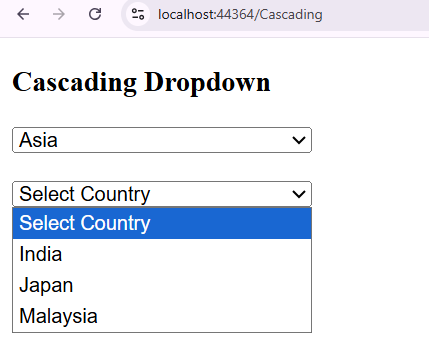 localhost:44364/Cascading
Cascading Dropdown
Asia
Select Country
Select Country
India
Japan
Malaysia